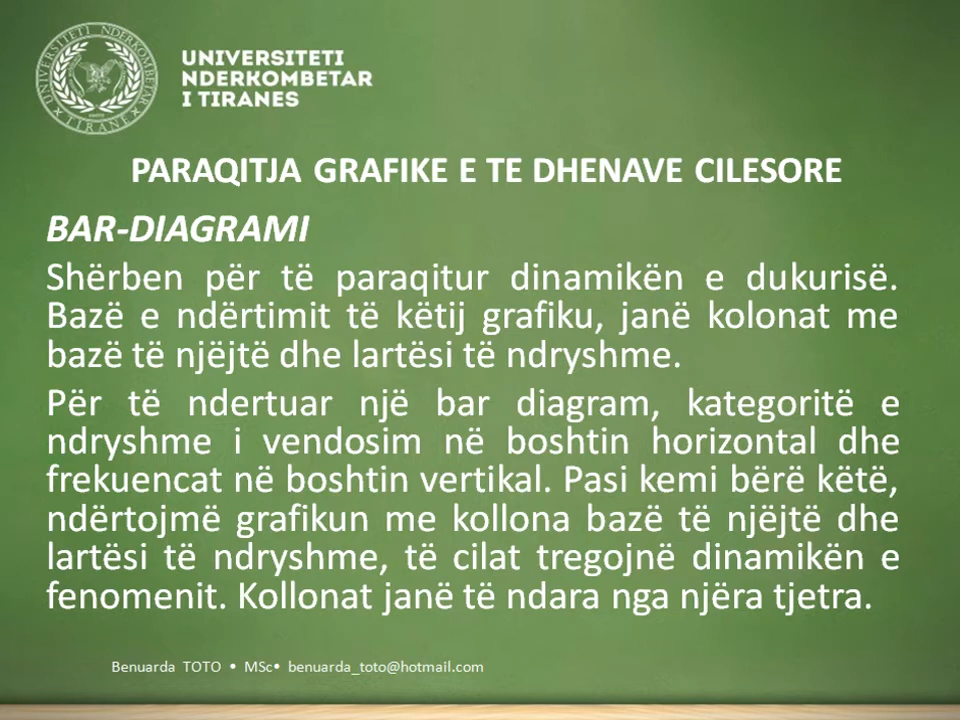 UNIVERSITETI NDERKOMBETAR
TIRANE
UNIVERSITETI
NDERKOMBETAR
I TIRANES
PARAQITJA GRAFIKE E TE DHENAVE CILESORE
BAR-DIAGRAMI
Shërben për të paraqitur dinamikën e dukurisë.
Bazë e ndërtimit të këtij grafiku, janë kolonat me
bazë të njëjtë dhe lartësi të ndryshme.
Për të ndertuar një bar diagram, kategoritë e
ndryshme i vendosim në boshtin horizontal dhe
frekuencat në boshtin vertikal. Pasi kemi bërë këtë,
ndërtojmë grafikun me kollona bazë të njëjtë dhe
lartësi të ndryshme, të cilat tregojnë dinamikën e
fenomenit. Kollonat janë të ndara nga njëra tjetra.
Benuarda TOTO • MSc• benuarda_toto@hotmail.com